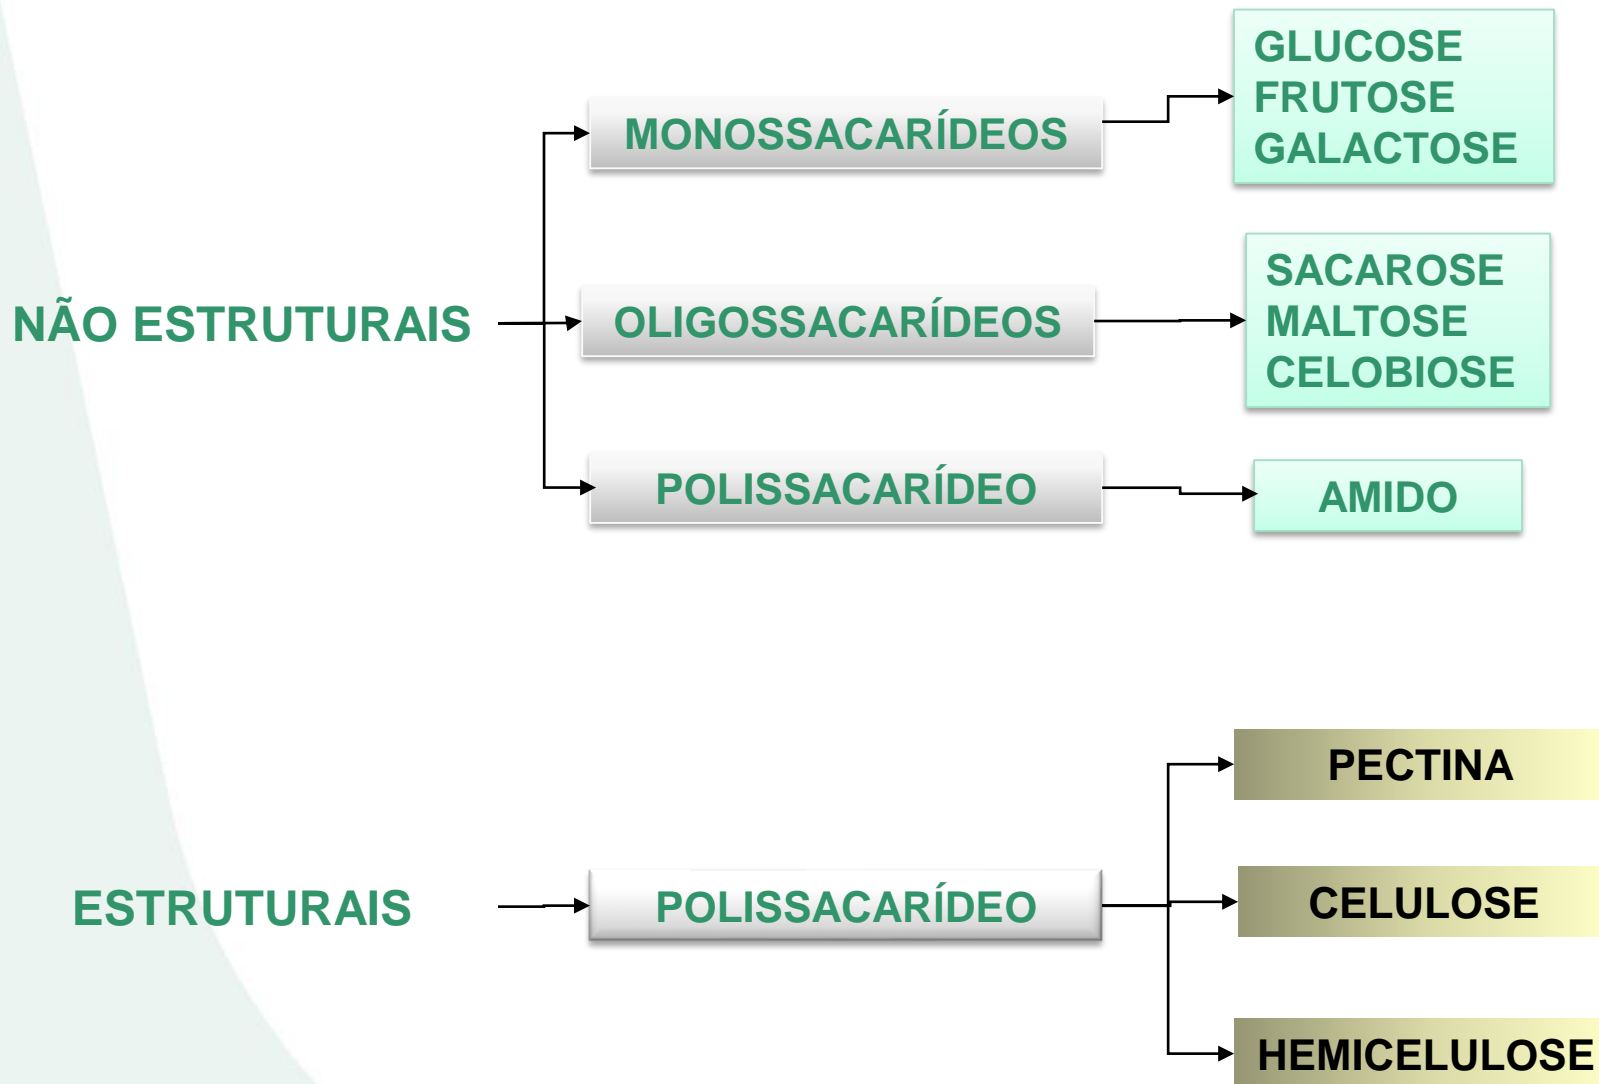 NÃO ESTRUTURAIS
MONOSSACARÍDEOS
GLUCOSE
FRUTOSE
GALACTOSE
OLIGOSSACARÍDEOS
SACAROSE
MALTOSE
CELOBIOSE
POLISSACARÍDEO
AMIDO
ESTRUTURAIS
POLISSACARÍDEO
PECTINA
CELULOSE
HEMICELULOSE